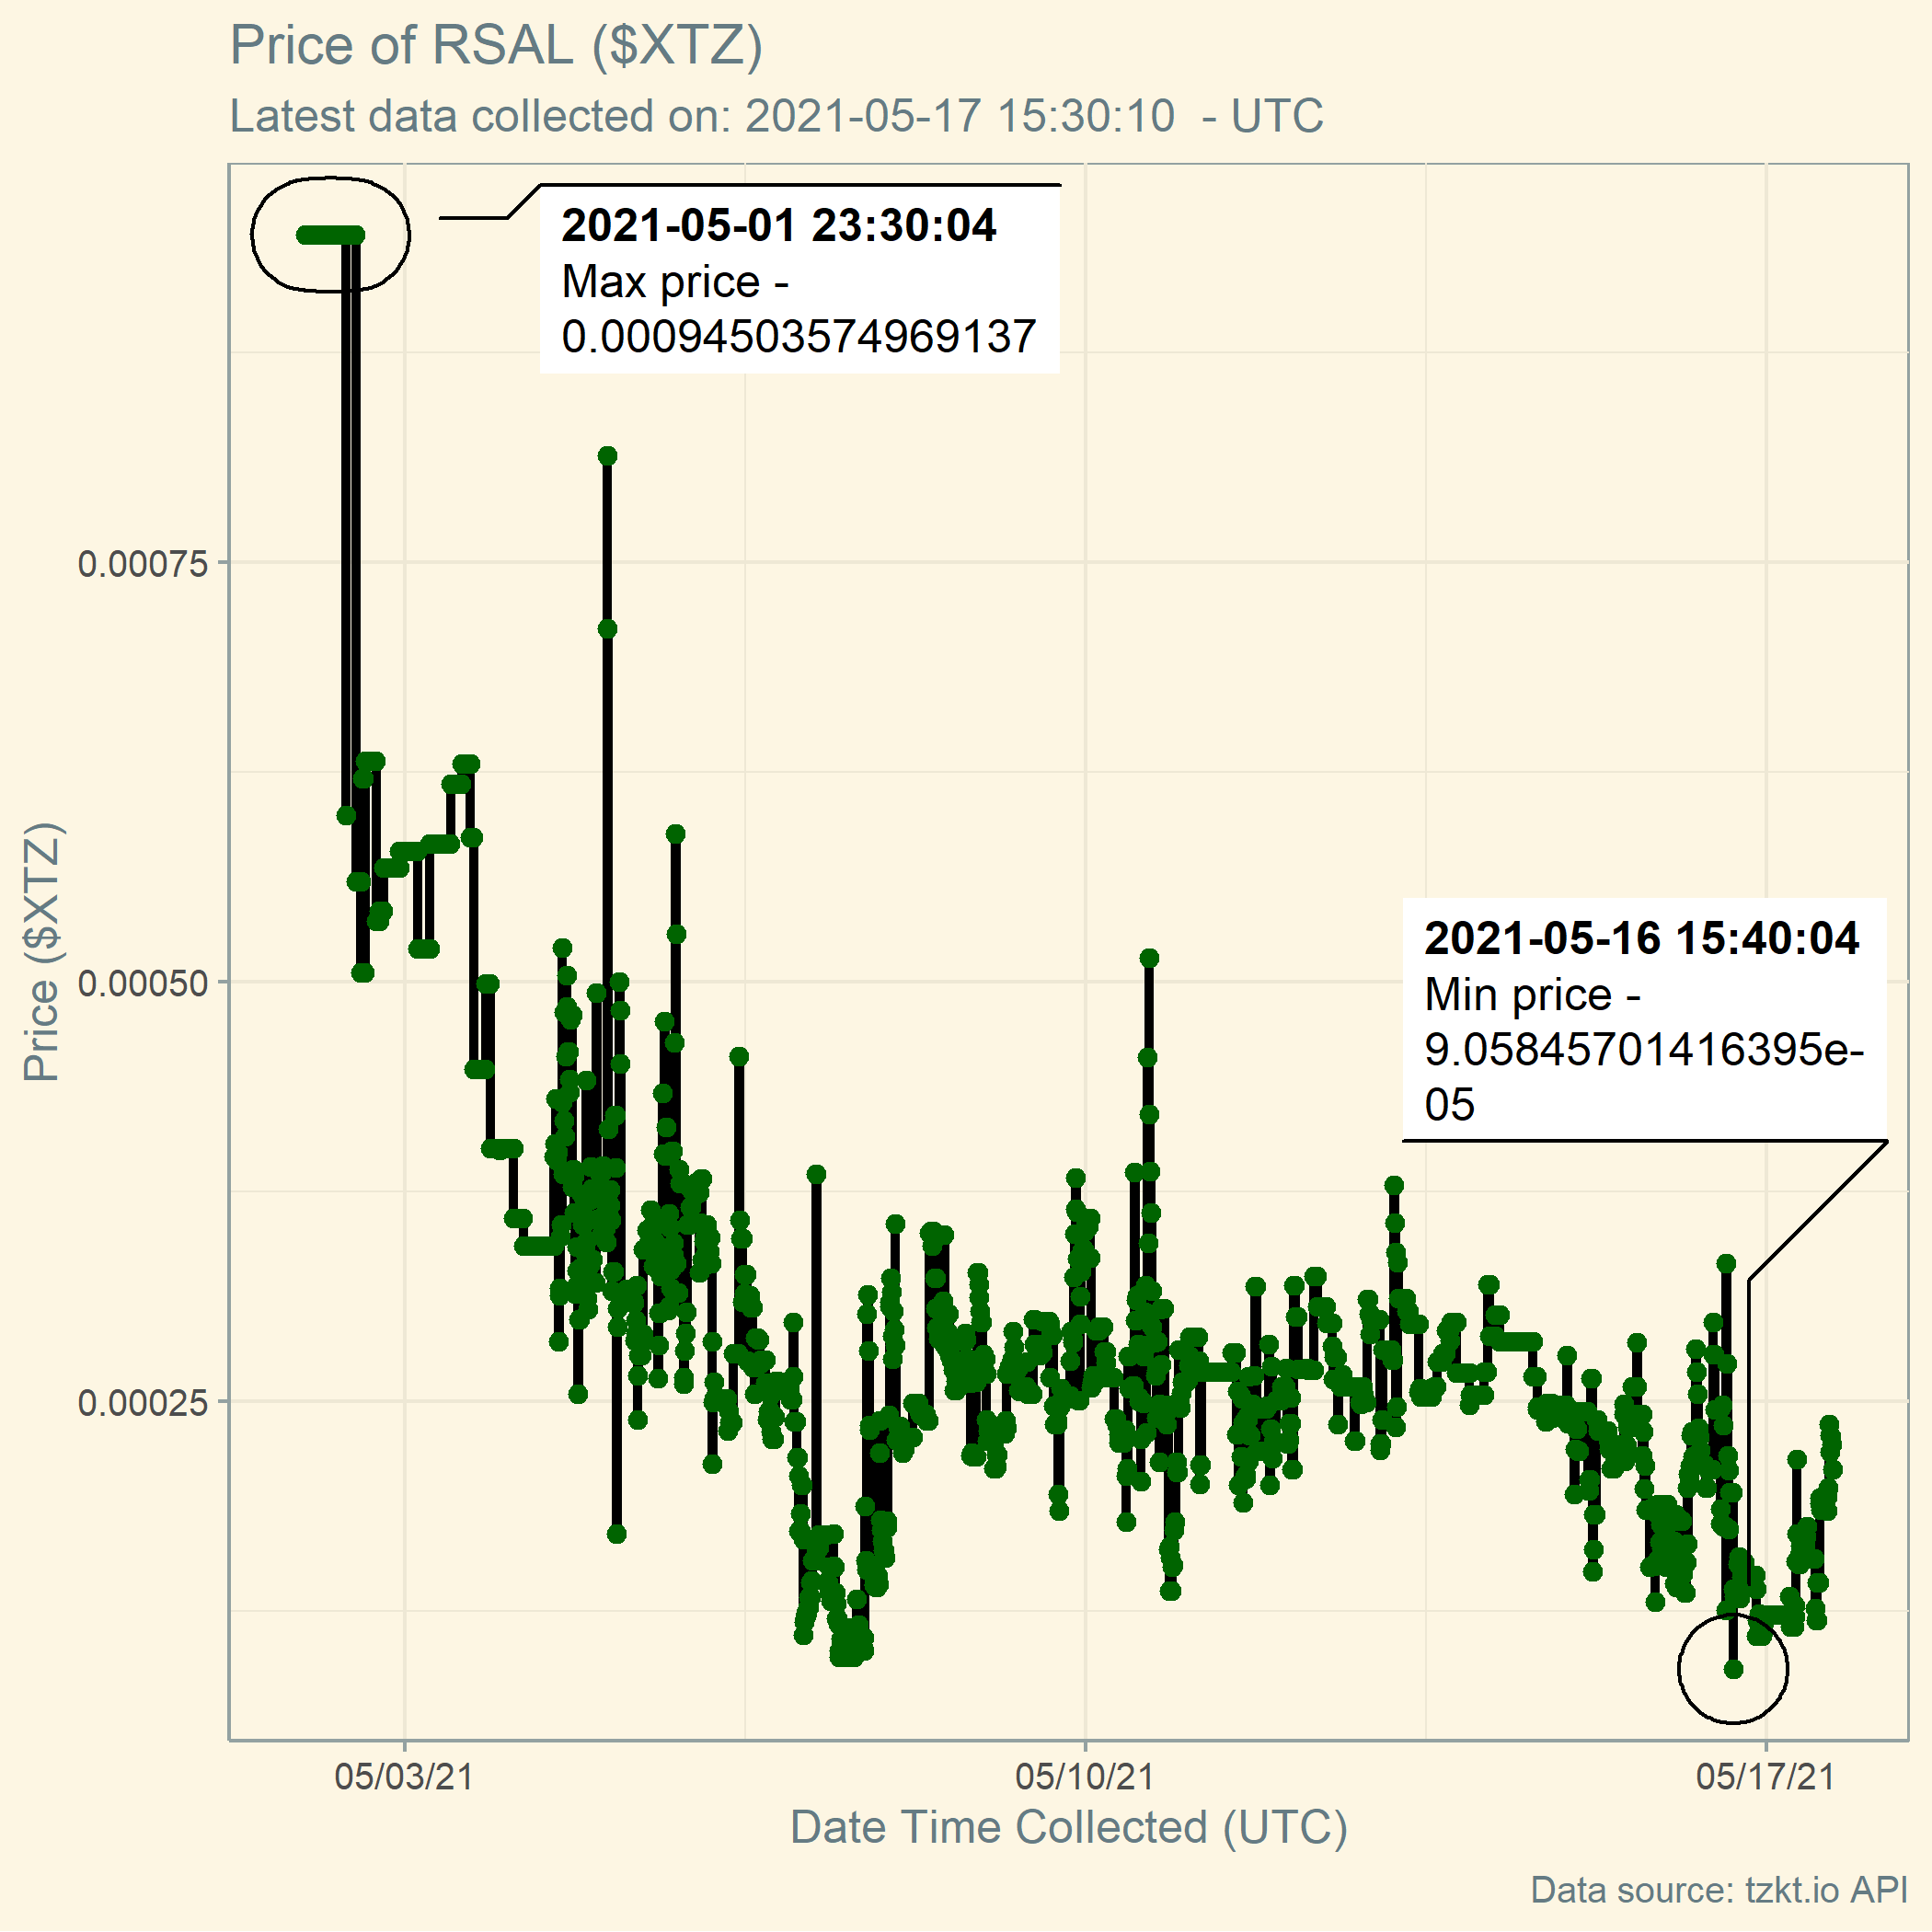 Price of RSAL ($XTZ)
Latest data collected on: 2021-05-17 15:30:10  - UTC
2021-05-01 23:30:04
Max price -
0.00094503574969137
0.00075
2021-05-16 15:40:04
Min price -
9.05845701416395e-
05
Price ($XTZ)
0.00050
0.00025
05/03/21
05/10/21
05/17/21
Date Time Collected (UTC)
Data source: tzkt.io API